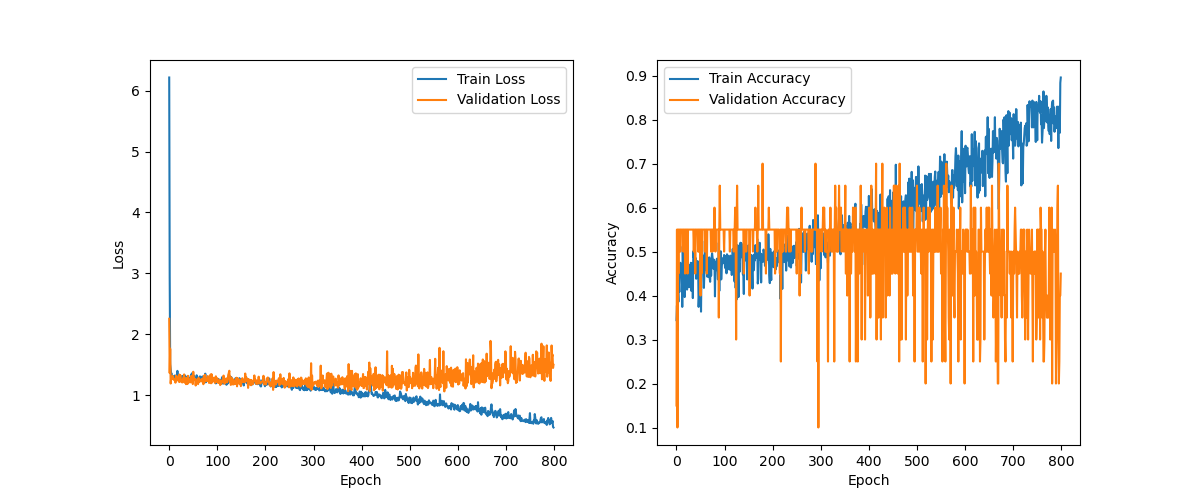 Train Loss
Validation Loss
6
5
4
3
2
1
Loss
0 100 200 300 400 500 600 700 800
Epoch
Train Accuracy
Validation Accuracy
0.9
0.8
0.7
0.6
0.5
0.4
0.3
0.2
0.1
Accuracy
0 100 200 300 400 500 600 700 800
Epoch